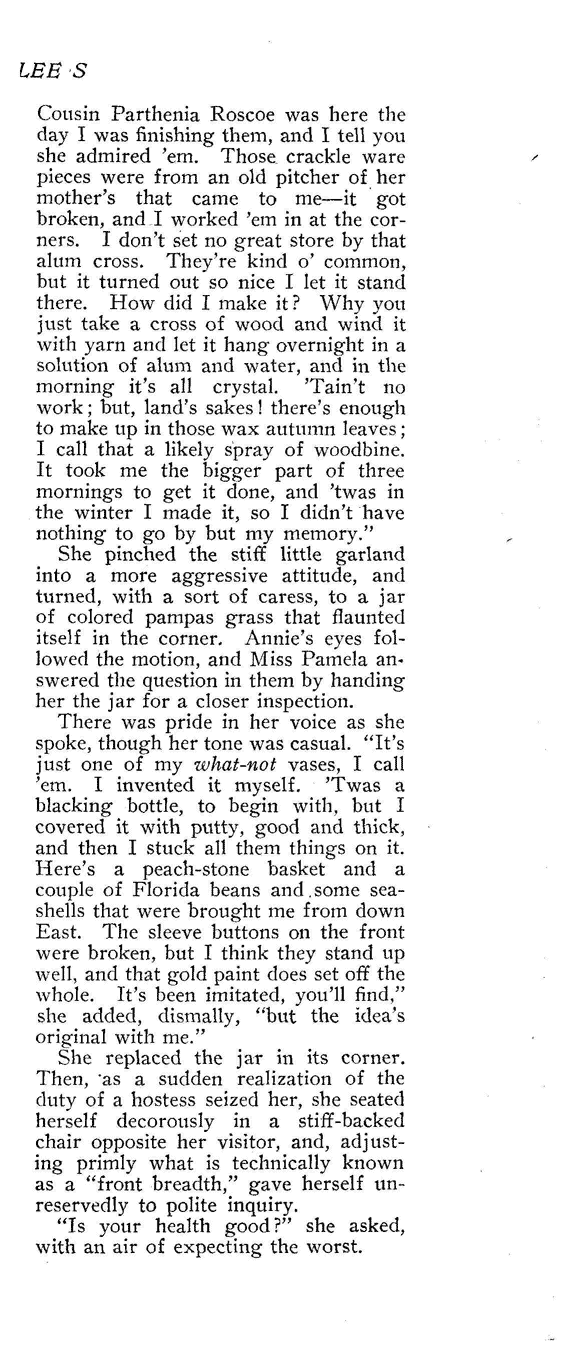 LEE S
Cousin Parthenia Roscoe was here the
day I was finishing them, and I tell you
she admired ’em. Those crackle ware
pieces were from an old pitcher of her
mother’s that came to me—it got
broken, and I worked ’em in at the cor-
ners. I don’t set no great store by that
alum cross. They’re kind o’ common,
but it turned out so nice I let it stand
there. How did I make it? Why you
just take a cross of wood and wind it
with yarn and let it hang overnight in a
solution of alum and water, and in the
morning it’s all crystal. ’Tain’t no
work; but, land’s sakes! there’s enough
to make up in those wax autumn leaves;
I call that a likely spray of woodbine.
It took me the bigger part of three
mornings to get it done, and ’twas in
the winter I made it, so I didn’t have
nothing to go by but my memory.”
She pinched the stiff little garland
into a more aggressive attitude, and
turned, with a sort of caress, to a jar
of colored pampas grass that flaunted
itself in the corner. Annie’s eyes fol-
lowed the motion, and Miss Pamela an-
swered the question in them by handing
her the jar for a closer inspection.
There was pride in her voice as she
spoke, though her tone was casual. “It’s
just one of my what-not vases, I call
’em. I invented it myself. ’Twas a
blacking bottle, to begin with, but I
covered it with putty, good and thick,
and then I stuck all them things on it.
Here’s a peach-stone basket and a
couple of Florida beans and some sea-
shells that were brought me from down
East. The sleeve buttons on the front
were broken, but I think they stand up
well, and that gold paint does set off the
whole. It’s been imitated, you’ll find,”
she added, dismally, “but the idea’s
original with me.”
She replaced the jar in its corner.
Then, as a sudden realization of the
duty of a hostess seized her, she seated
herself decorously in a stiff-backed
chair opposite her visitor, and, adjust-
ing primly what is technically known
as a “front breadth,” gave herself un-
reservedly to polite inquiry.
“Is your health good?” she asked,
with an air of expecting the worst.